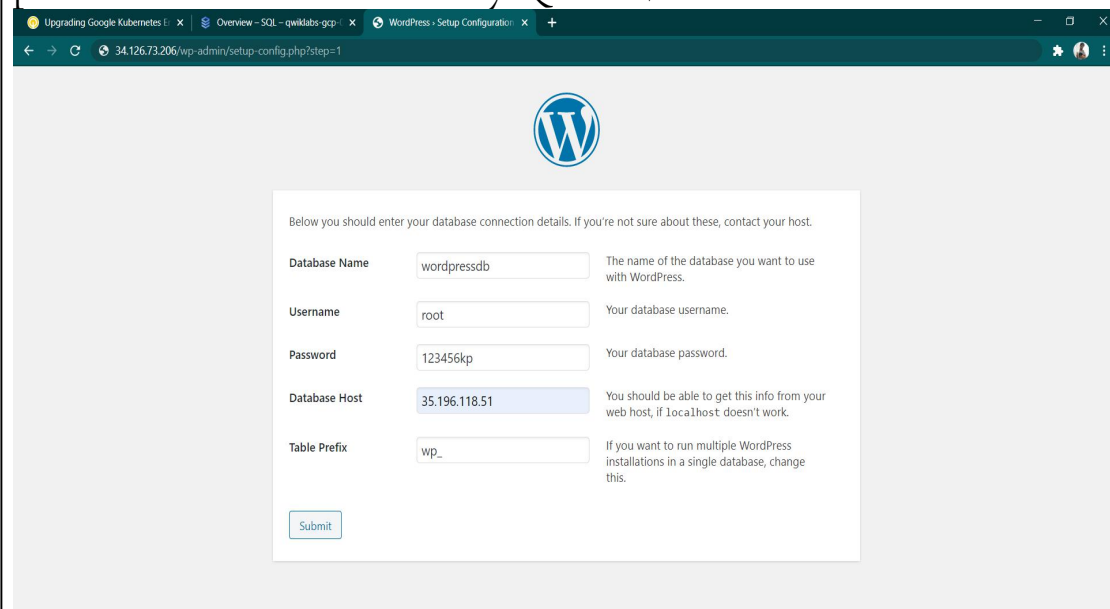 Upgrading Google Kubernetes E
Overview – SQL – qwiklabs-gcp-
WordPress › Setup Configuration
34.126.73.206/wp-admin/setup-config.php?step=1
Below you should enter your database connection details. If you're not sure about these, contact your host.
Database Name
wordpressdb
The name of the database you want to use
with WordPress.
Username
root
Your database username.
Password
123456kp
Your database password.
Database Host
35.196.118.51
You should be able to get this info from your
web host, if localhost doesn't work.
Table Prefix
wp_
If you want to run multiple WordPress
installations in a single database, change
this.
Submit